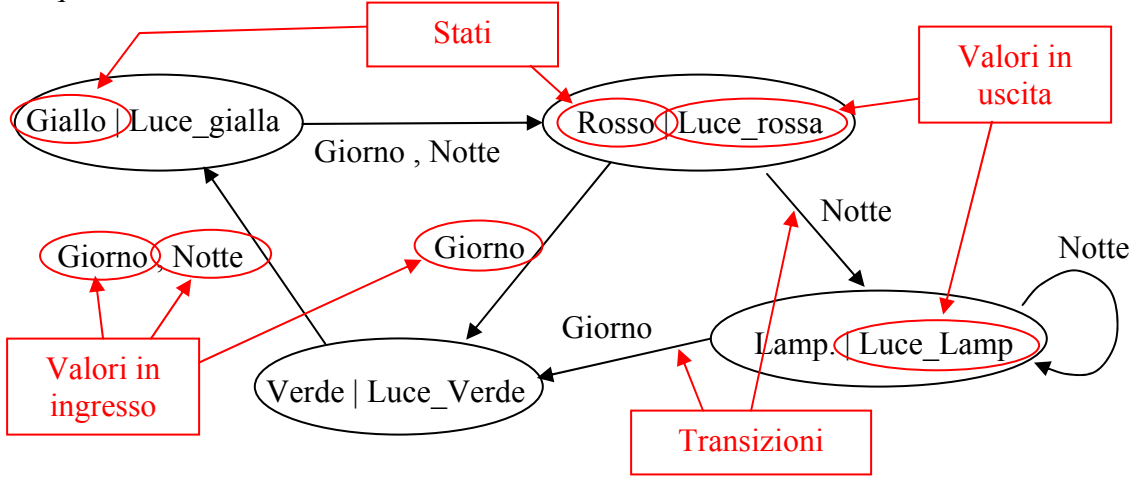 Stati
Valori in
uscita
Giallo | Luce_gialla
Rosso | Luce_rossa
Giorno , Notte
Notte
Giorno , Notte
Giorno
Notte
Giorno
Lamp. | Luce_Lamp
Valori in
ingresso
Verde | Luce_Verde
Transizioni